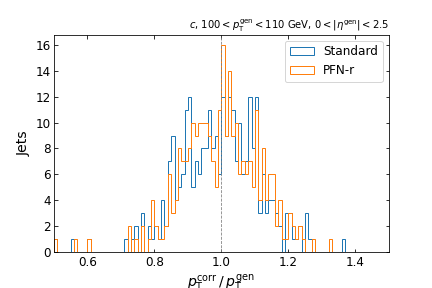 c, 100 < p_T^gen < 110 GeV, 0 < |η^gen| < 2.5
Standard
PFN-r
Jets
16
14
12
10
8
6
4
2
0
0.6 0.8 1.0 1.2 1.4
p_T^corr / p_T^gen